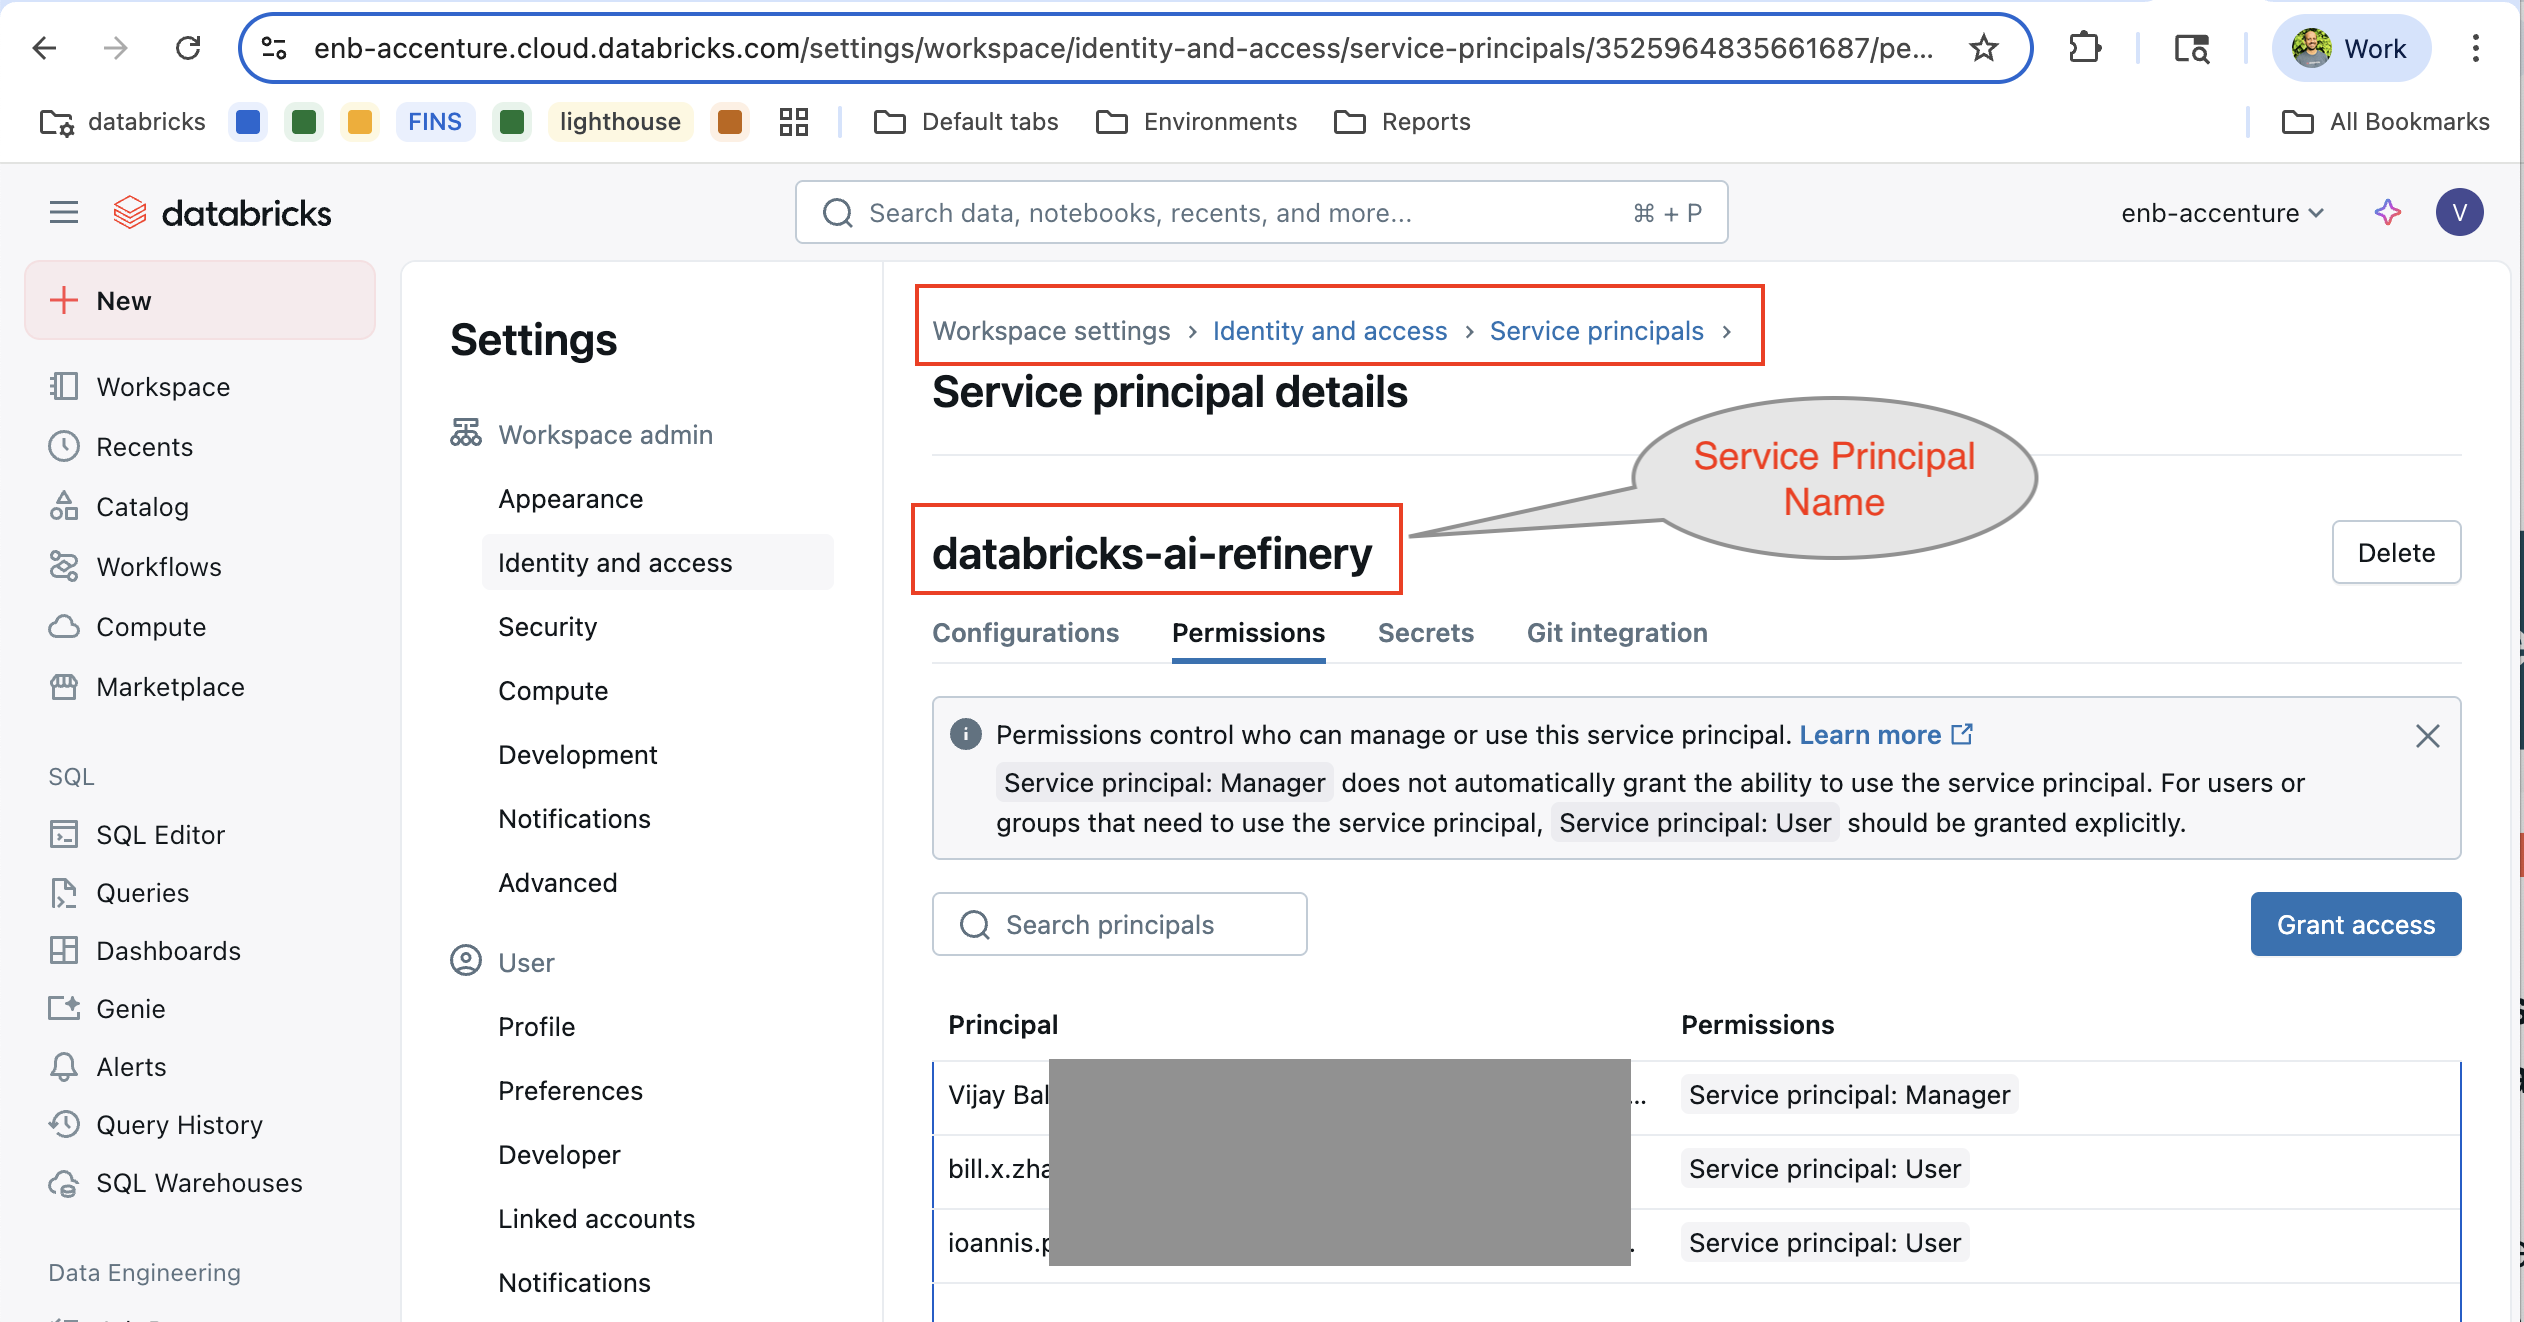 enb-accenture.cloud.databricks.com/settings/workspace/identity-and-access/service-principals/3525964835661687/pe...
Work
databricks
FINS
lighthouse
Default tabs
Environments
Reports
All Bookmarks
databricks
Search data, notebooks, recents, and more...
⌘ + P
enb-accenture
V
New
Workspace
Recents
Catalog
Workflows
Compute
Marketplace
SQL
SQL Editor
Queries
Dashboards
Genie
Alerts
Query History
SQL Warehouses
Data Engineering
Settings
Workspace admin
Appearance
Identity and access
Security
Compute
Development
Notifications
Advanced
User
Profile
Preferences
Developer
Linked accounts
Notifications
Workspace settings > Identity and access > Service principals >
Service principal details
Service Principal
Name
databricks-ai-refinery
Delete
Configurations
Permissions
Secrets
Git integration
Permissions control who can manage or use this service principal. Learn more
Service principal: Manager does not automatically grant the ability to use the service principal. For users or
groups that need to use the service principal, Service principal: User should be granted explicitly.
Search principals
Grant access
Principal
Permissions
Vijay Bal
...
Service principal: Manager
bill.x.zha
Service principal: User
ioannis.p
Service principal: User